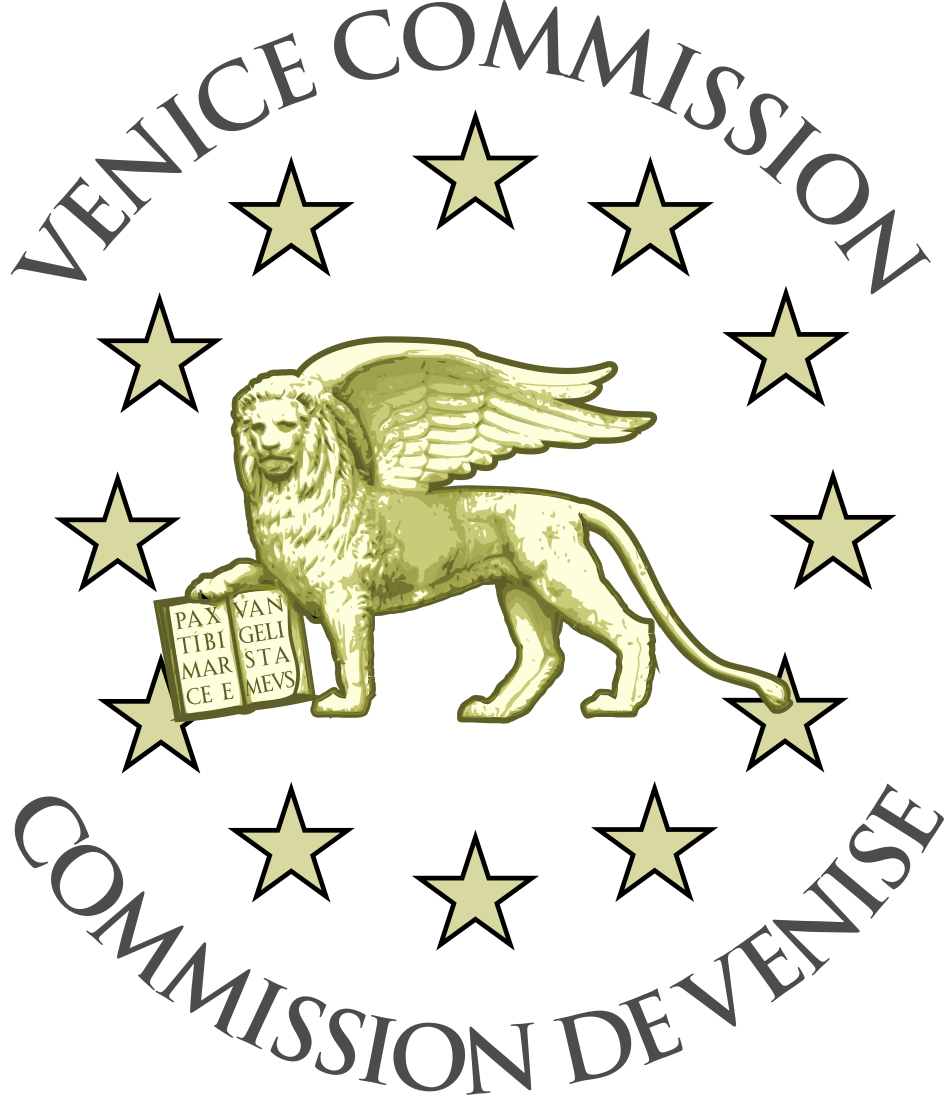 VENICE COMMISSION
PAX
TIBI
MAR
CE E
VAN
GELI
STA
MEVS
COMMISSION DE VENISE